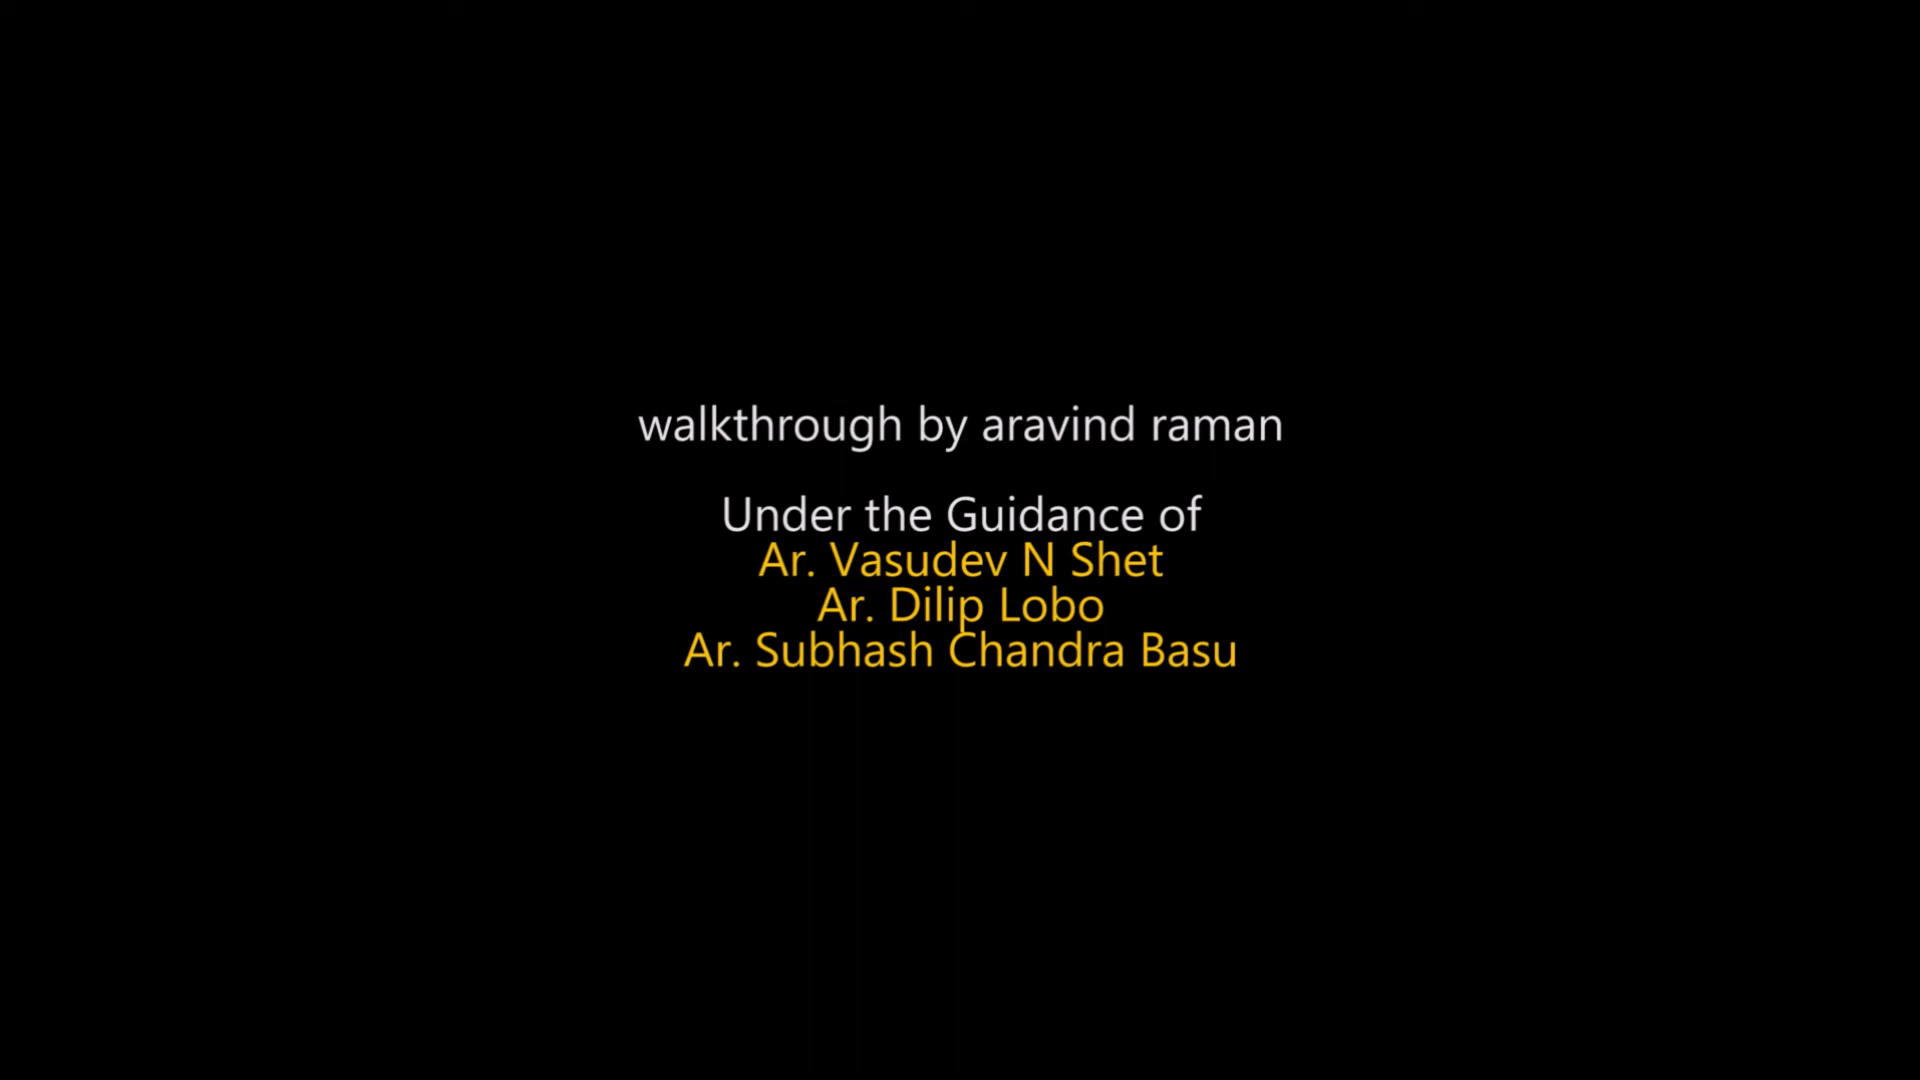 walkthrough by aravind raman
Under the Guidance of
Ar. Vasudev N Shet
Ar. Dilip Lobo
Ar. Subhash Chandra Basu